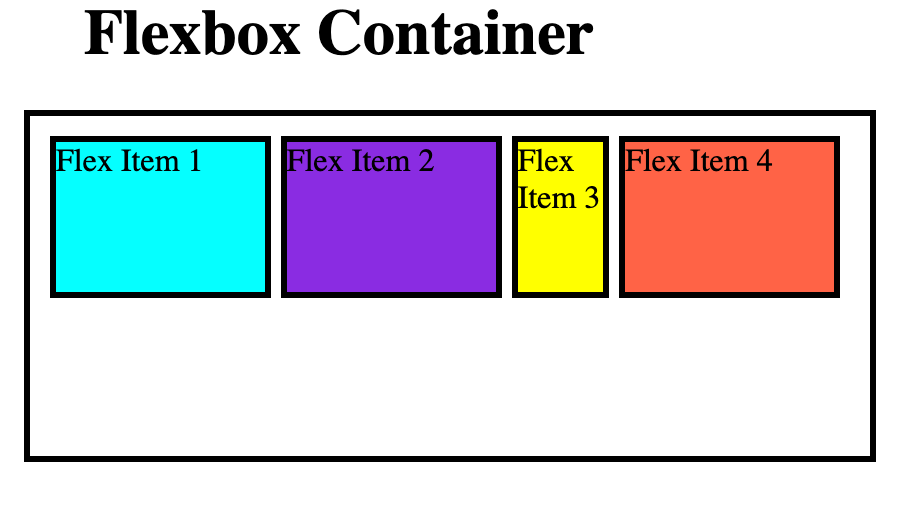 Flexbox Container
Flex Item 1
Flex Item 2
Flex
Item 3
Flex Item 4